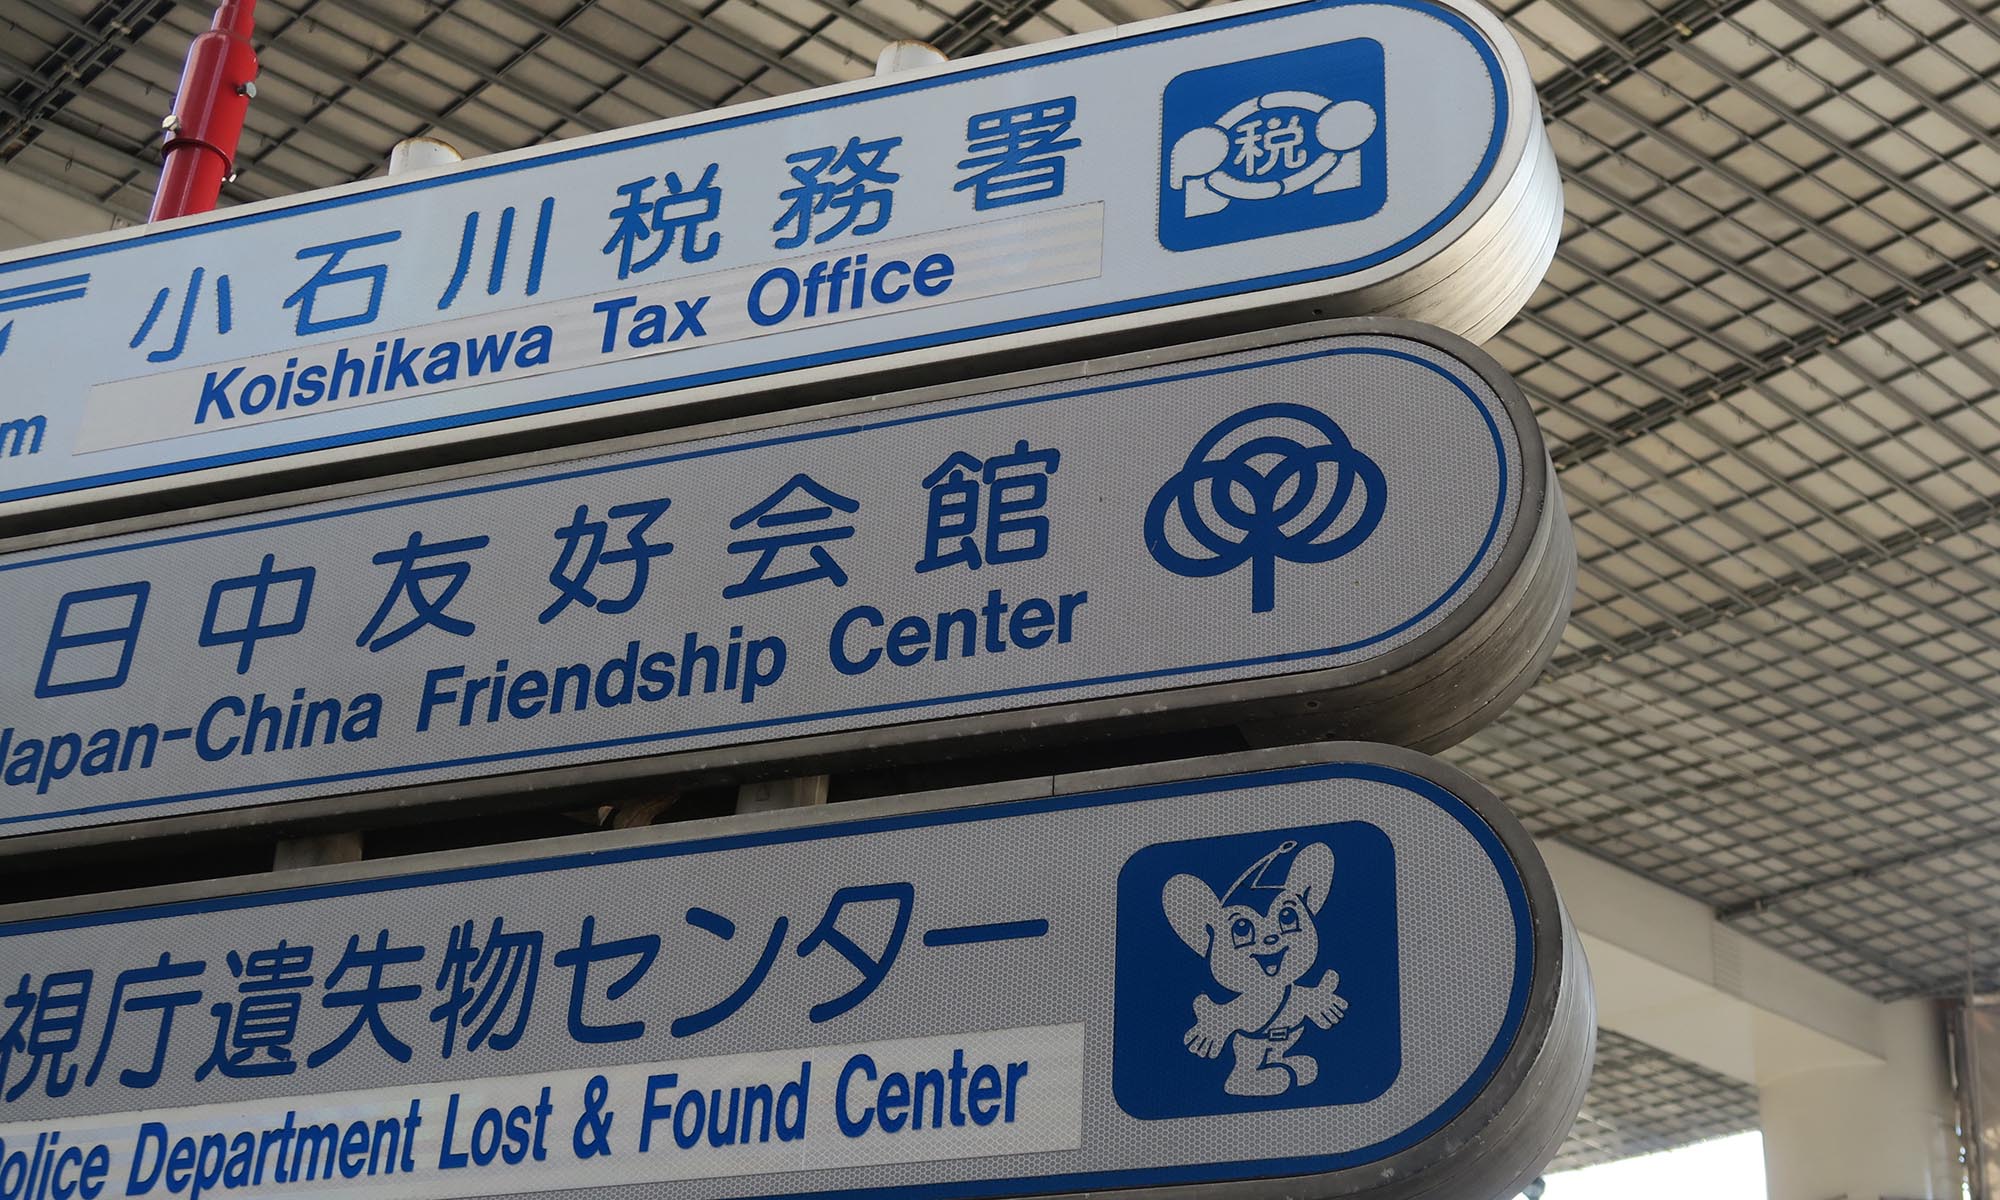 小石川税務署
税
Koishikawa Tax Office
日中友好会館
Japan-China Friendship Center
視庁遺失物センター
Police Department Lost & Found Center